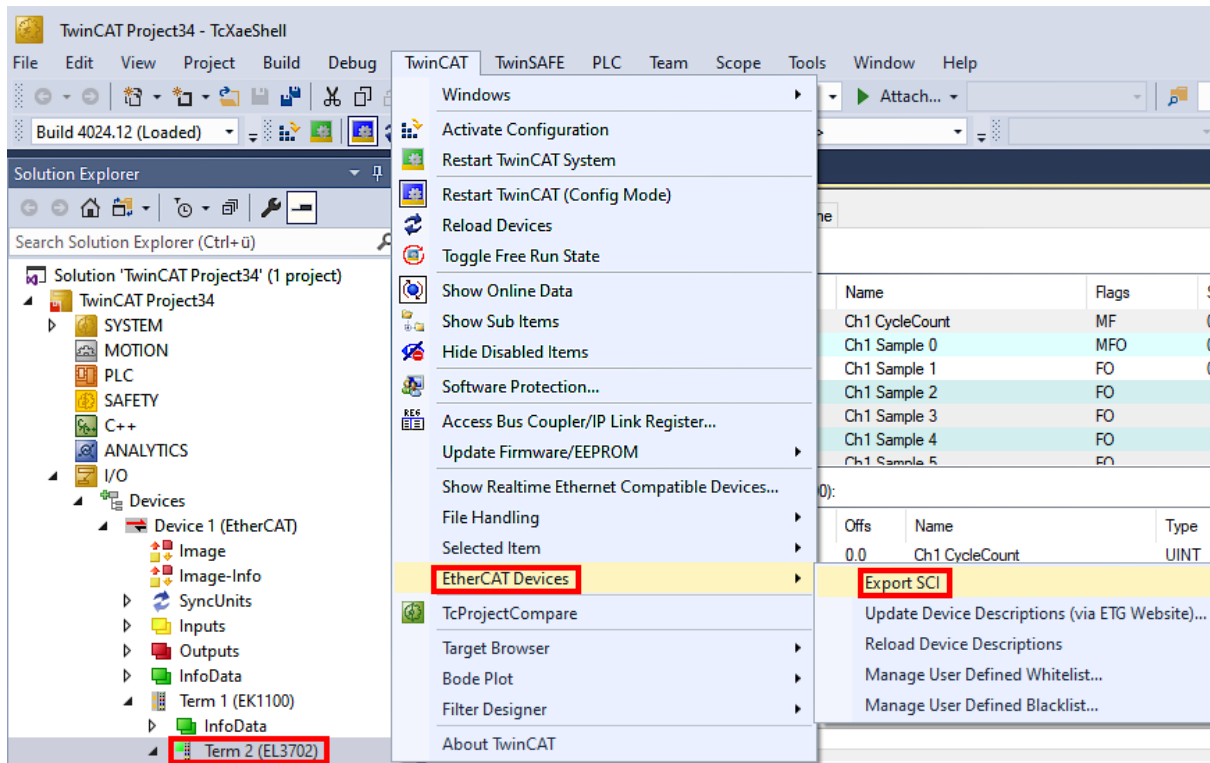 TwinCAT Project34 - TcXaeShell
File Edit View Project Build Debug TwinCAT TwinSAFE PLC Team Scope Tools Window Help
Attach...
Build 4024.12 (Loaded)
Solution Explorer
Search Solution Explorer (Ctrl+ü)
Solution 'TwinCAT Project34' (1 project)
TwinCAT Project34
SYSTEM
MOTION
PLC
SAFETY
C++
ANALYTICS
I/O
Devices
Device 1 (EtherCAT)
Image
Image-Info
SyncUnits
Inputs
Outputs
InfoData
Term 1 (EK1100)
InfoData
Term 2 (EL3702)
Windows
Activate Configuration
Restart TwinCAT System
Restart TwinCAT (Config Mode)
Reload Devices
Toggle Free Run State
Show Online Data
Show Sub Items
Hide Disabled Items
Software Protection...
REG
Access Bus Coupler/IP Link Register...
Update Firmware/EEPROM
Show Realtime Ethernet Compatible Devices...
File Handling
Selected Item
EtherCAT Devices
TcProjectCompare
Target Browser
Bode Plot
Filter Designer
About TwinCAT
Export SCI
Update Device Descriptions (via ETG Website)...
Reload Device Descriptions
Manage User Defined Whitelist...
Manage User Defined Blacklist...
Name Flags
Ch1 CycleCount MF
Ch1 Sample 0 MFO
Ch1 Sample 1 FO
Ch1 Sample 2 FO
Ch1 Sample 3 FO
Ch1 Sample 4 FO
Ch1 Sample 5 FO
Offs Name Type
0.0 Ch1 CycleCount UINT